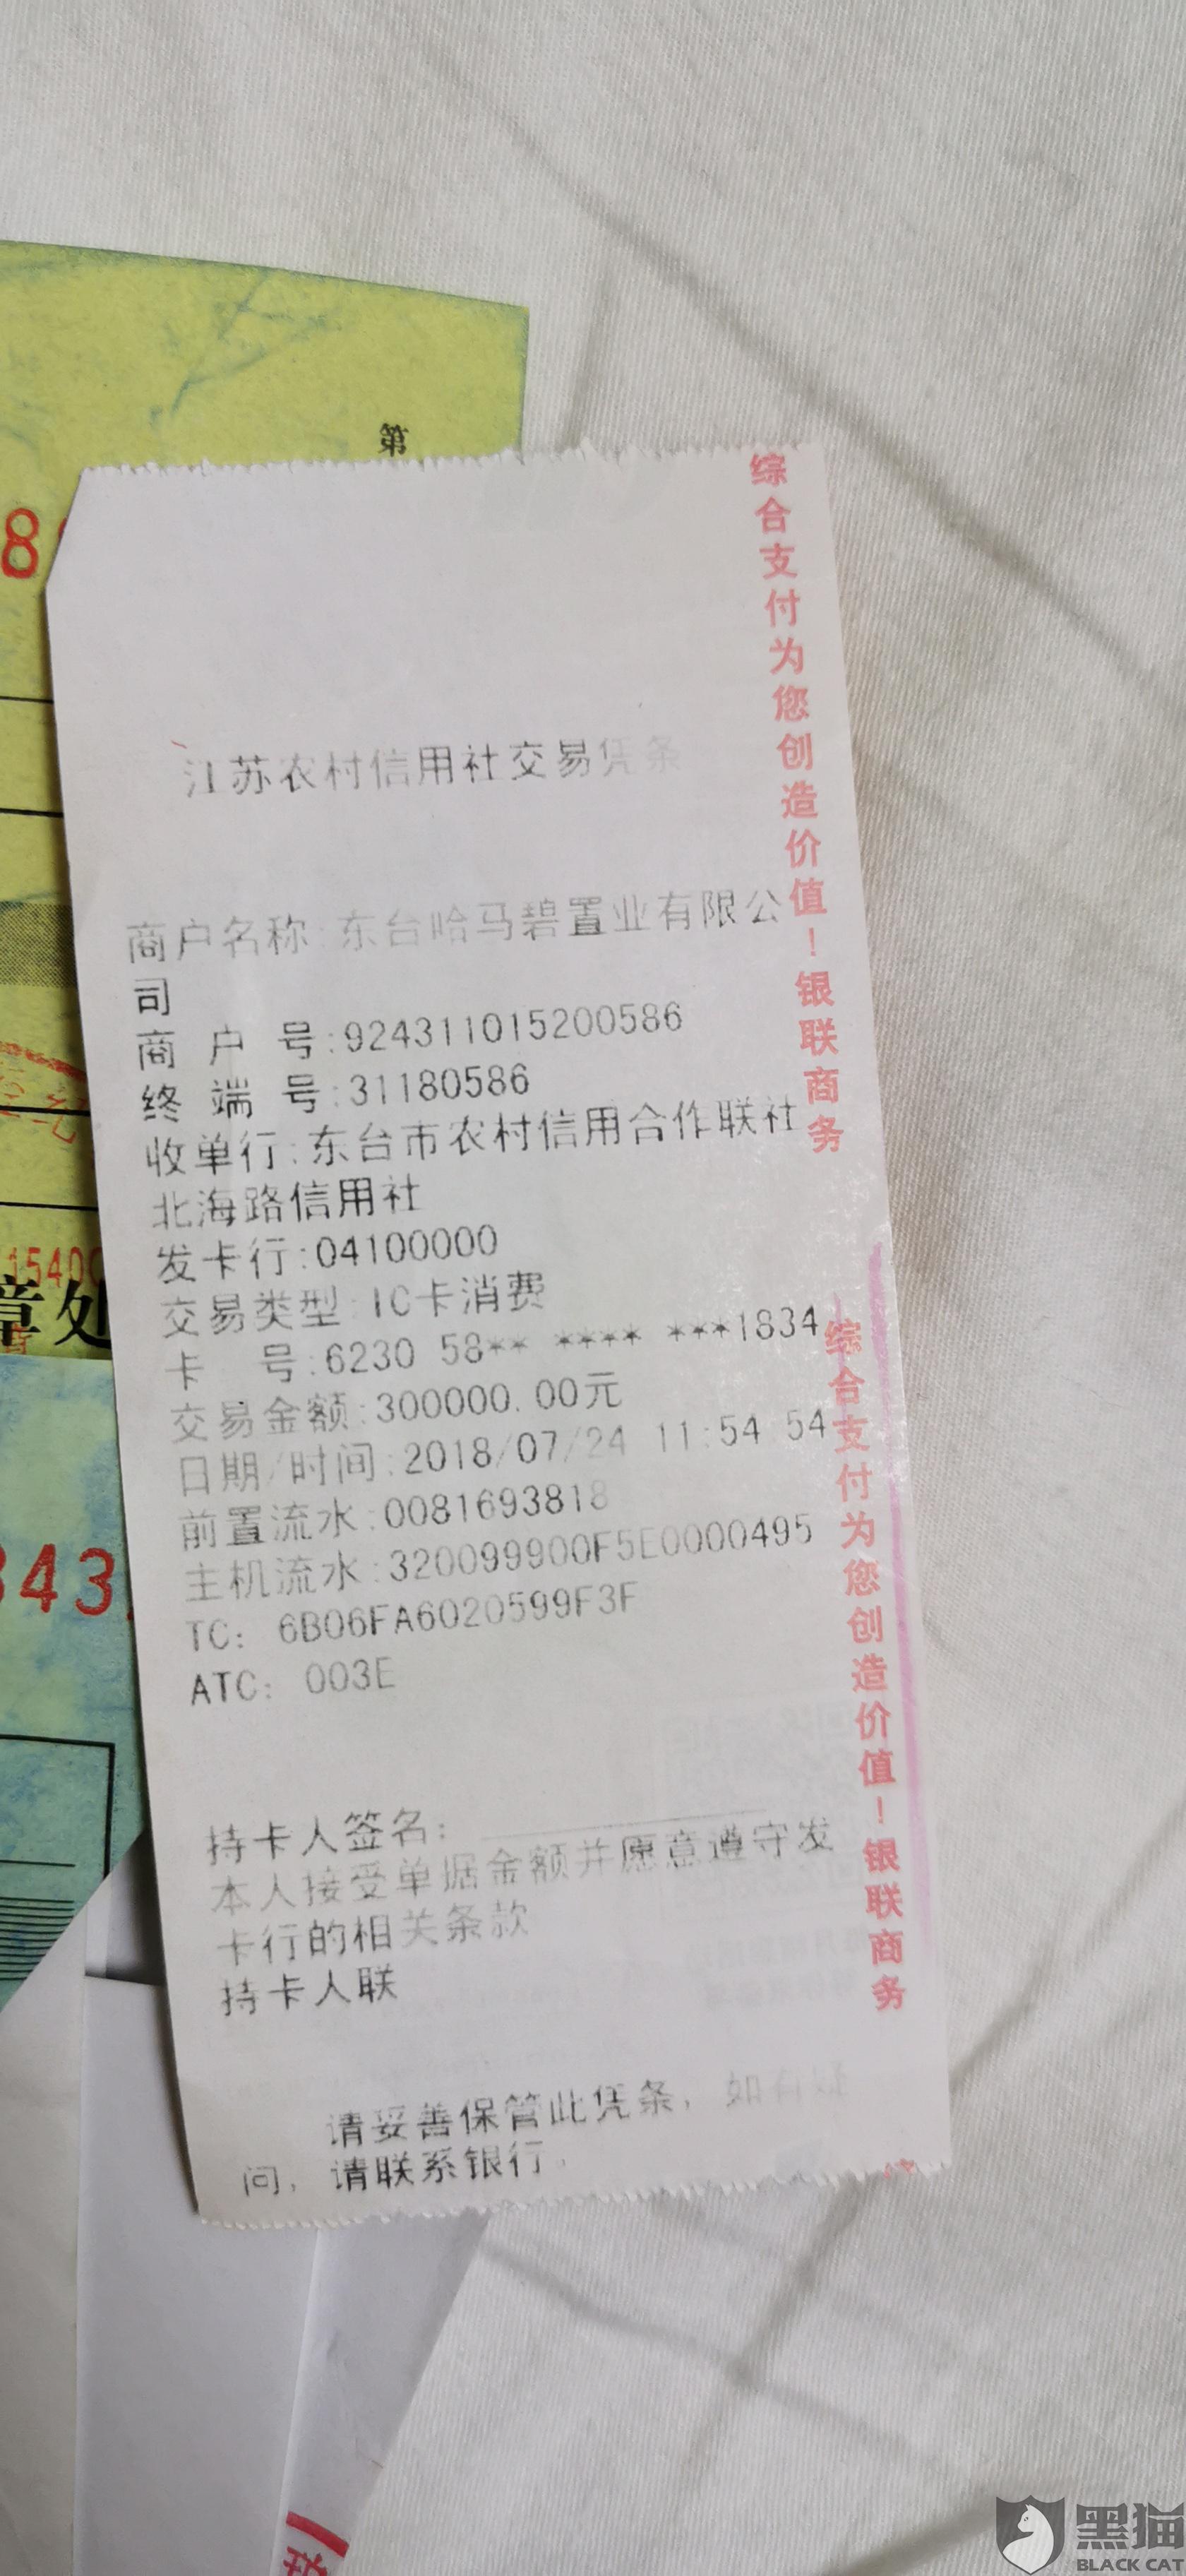 第
8
江苏农村信用社交易凭条
商户名称:东台哈马碧置业有限公
司
商 户 号:924311015200586
终 端 号:31180586
收单行:东台市农村信用合作联社
北海路信用社
发卡行:04100000
交易类型:IC卡消费
卡 号:6230 58** **** ***1834
交易金额:300000.00元
日期/时间:2018/07/24 11:54 54
前置流水:0081693818
主机流水:320099900F5E0000495
TC: 6B06FA6020599F3F
ATC: 003E
持卡人签名:
本人接受单据金额并愿意遵守发
卡行的相关条款
持卡人联
请妥善保管此凭条,如有疑
问,请联系银行。
综合支付为您创造价值!银联商务
综合支付为您创造价值!银联商务
1540
章处
343
黑猫
BLACK CAT